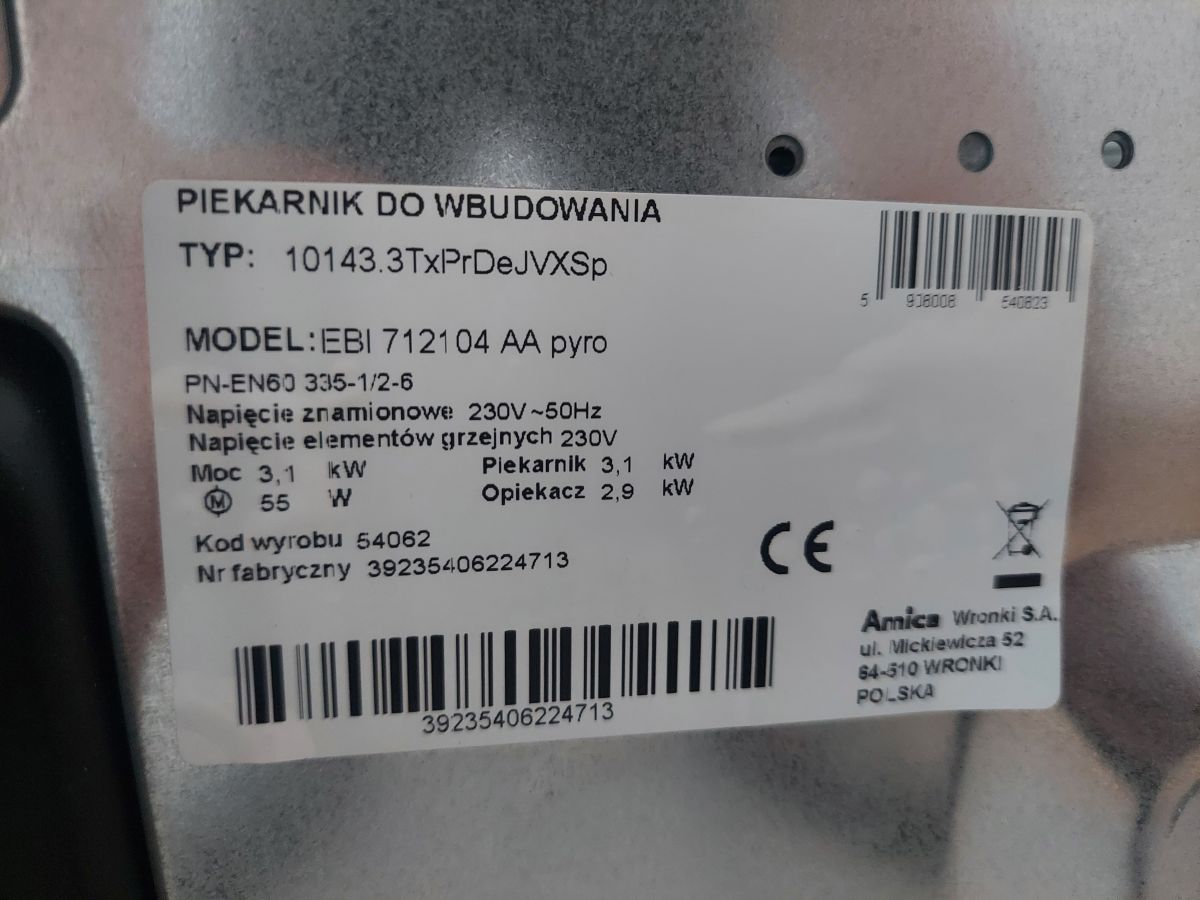 PIEKARNIK DO WBUDOWANIA
TYP: 10143.3TxPrDeJVXSp
5 908008 540623
MODEL: EBI 712104 AA pyro
PN-EN60 335-1/2-6
Napięcie znamionowe 230V~50Hz
Napięcie elementów grzejnych 230V
Moc 3,1 kW Piekarnik 3,1 kW
M 55 W Opiekacz 2,9 kW
Kod wyrobu 54062
Nr fabryczny 39235406224713
CE
39235406224713
Amica Wronki S.A.
ul. Mickiewicza 52
64-510 WRONKI
POLSKA